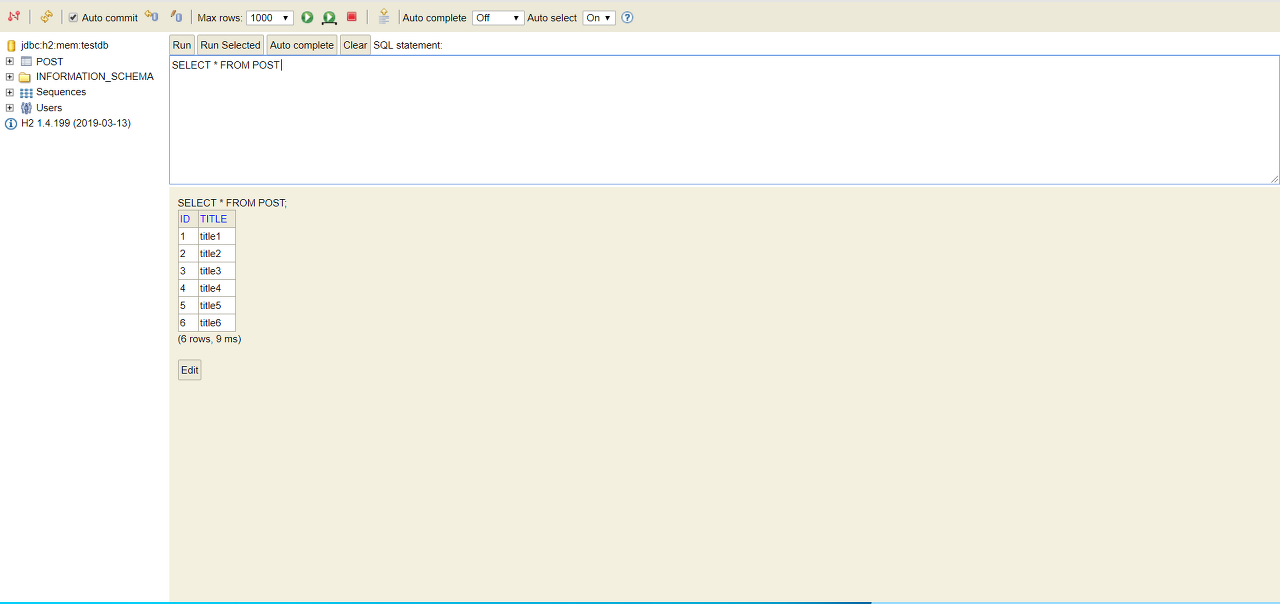 Auto commit Max rows: 1000 Auto complete Off Auto select On ?
jdbc:h2:mem:testdb
POST
INFORMATION_SCHEMA
Sequences
Users
H2 1.4.199 (2019-03-13)
Run Run Selected Auto complete Clear SQL statement:
SELECT * FROM POST
SELECT * FROM POST;
ID TITLE
1 title1
2 title2
3 title3
4 title4
5 title5
6 title6
(6 rows, 9 ms)
Edit